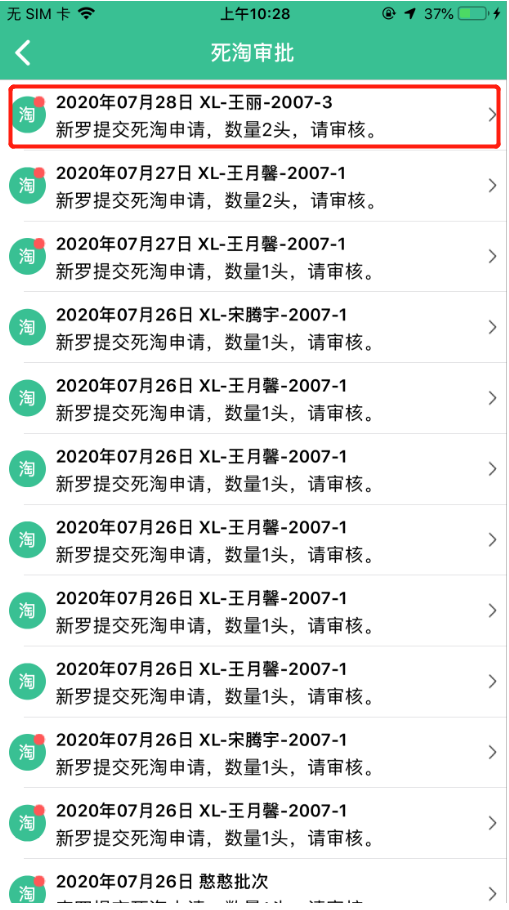 无 SIM 卡 上午10:28 37%
死淘审批
淘 2020年07月28日 XL-王丽-2007-3
新罗提交死淘申请，数量2头，请审核。
淘 2020年07月27日 XL-王月馨-2007-1
新罗提交死淘申请，数量2头，请审核。
淘 2020年07月27日 XL-王月馨-2007-1
新罗提交死淘申请，数量1头，请审核。
淘 2020年07月26日 XL-宋腾宇-2007-1
新罗提交死淘申请，数量1头，请审核。
淘 2020年07月26日 XL-王月馨-2007-1
新罗提交死淘申请，数量1头，请审核。
淘 2020年07月26日 XL-王月馨-2007-1
新罗提交死淘申请，数量1头，请审核。
淘 2020年07月26日 XL-王月馨-2007-1
新罗提交死淘申请，数量1头，请审核。
淘 2020年07月26日 XL-王月馨-2007-1
新罗提交死淘申请，数量1头，请审核。
淘 2020年07月26日 XL-王月馨-2007-1
新罗提交死淘申请，数量1头，请审核。
淘 2020年07月26日 XL-宋腾宇-2007-1
新罗提交死淘申请，数量1头，请审核。
淘 2020年07月26日 XL-王月馨-2007-1
新罗提交死淘申请，数量1头，请审核。
淘 2020年07月26日 憨憨批次